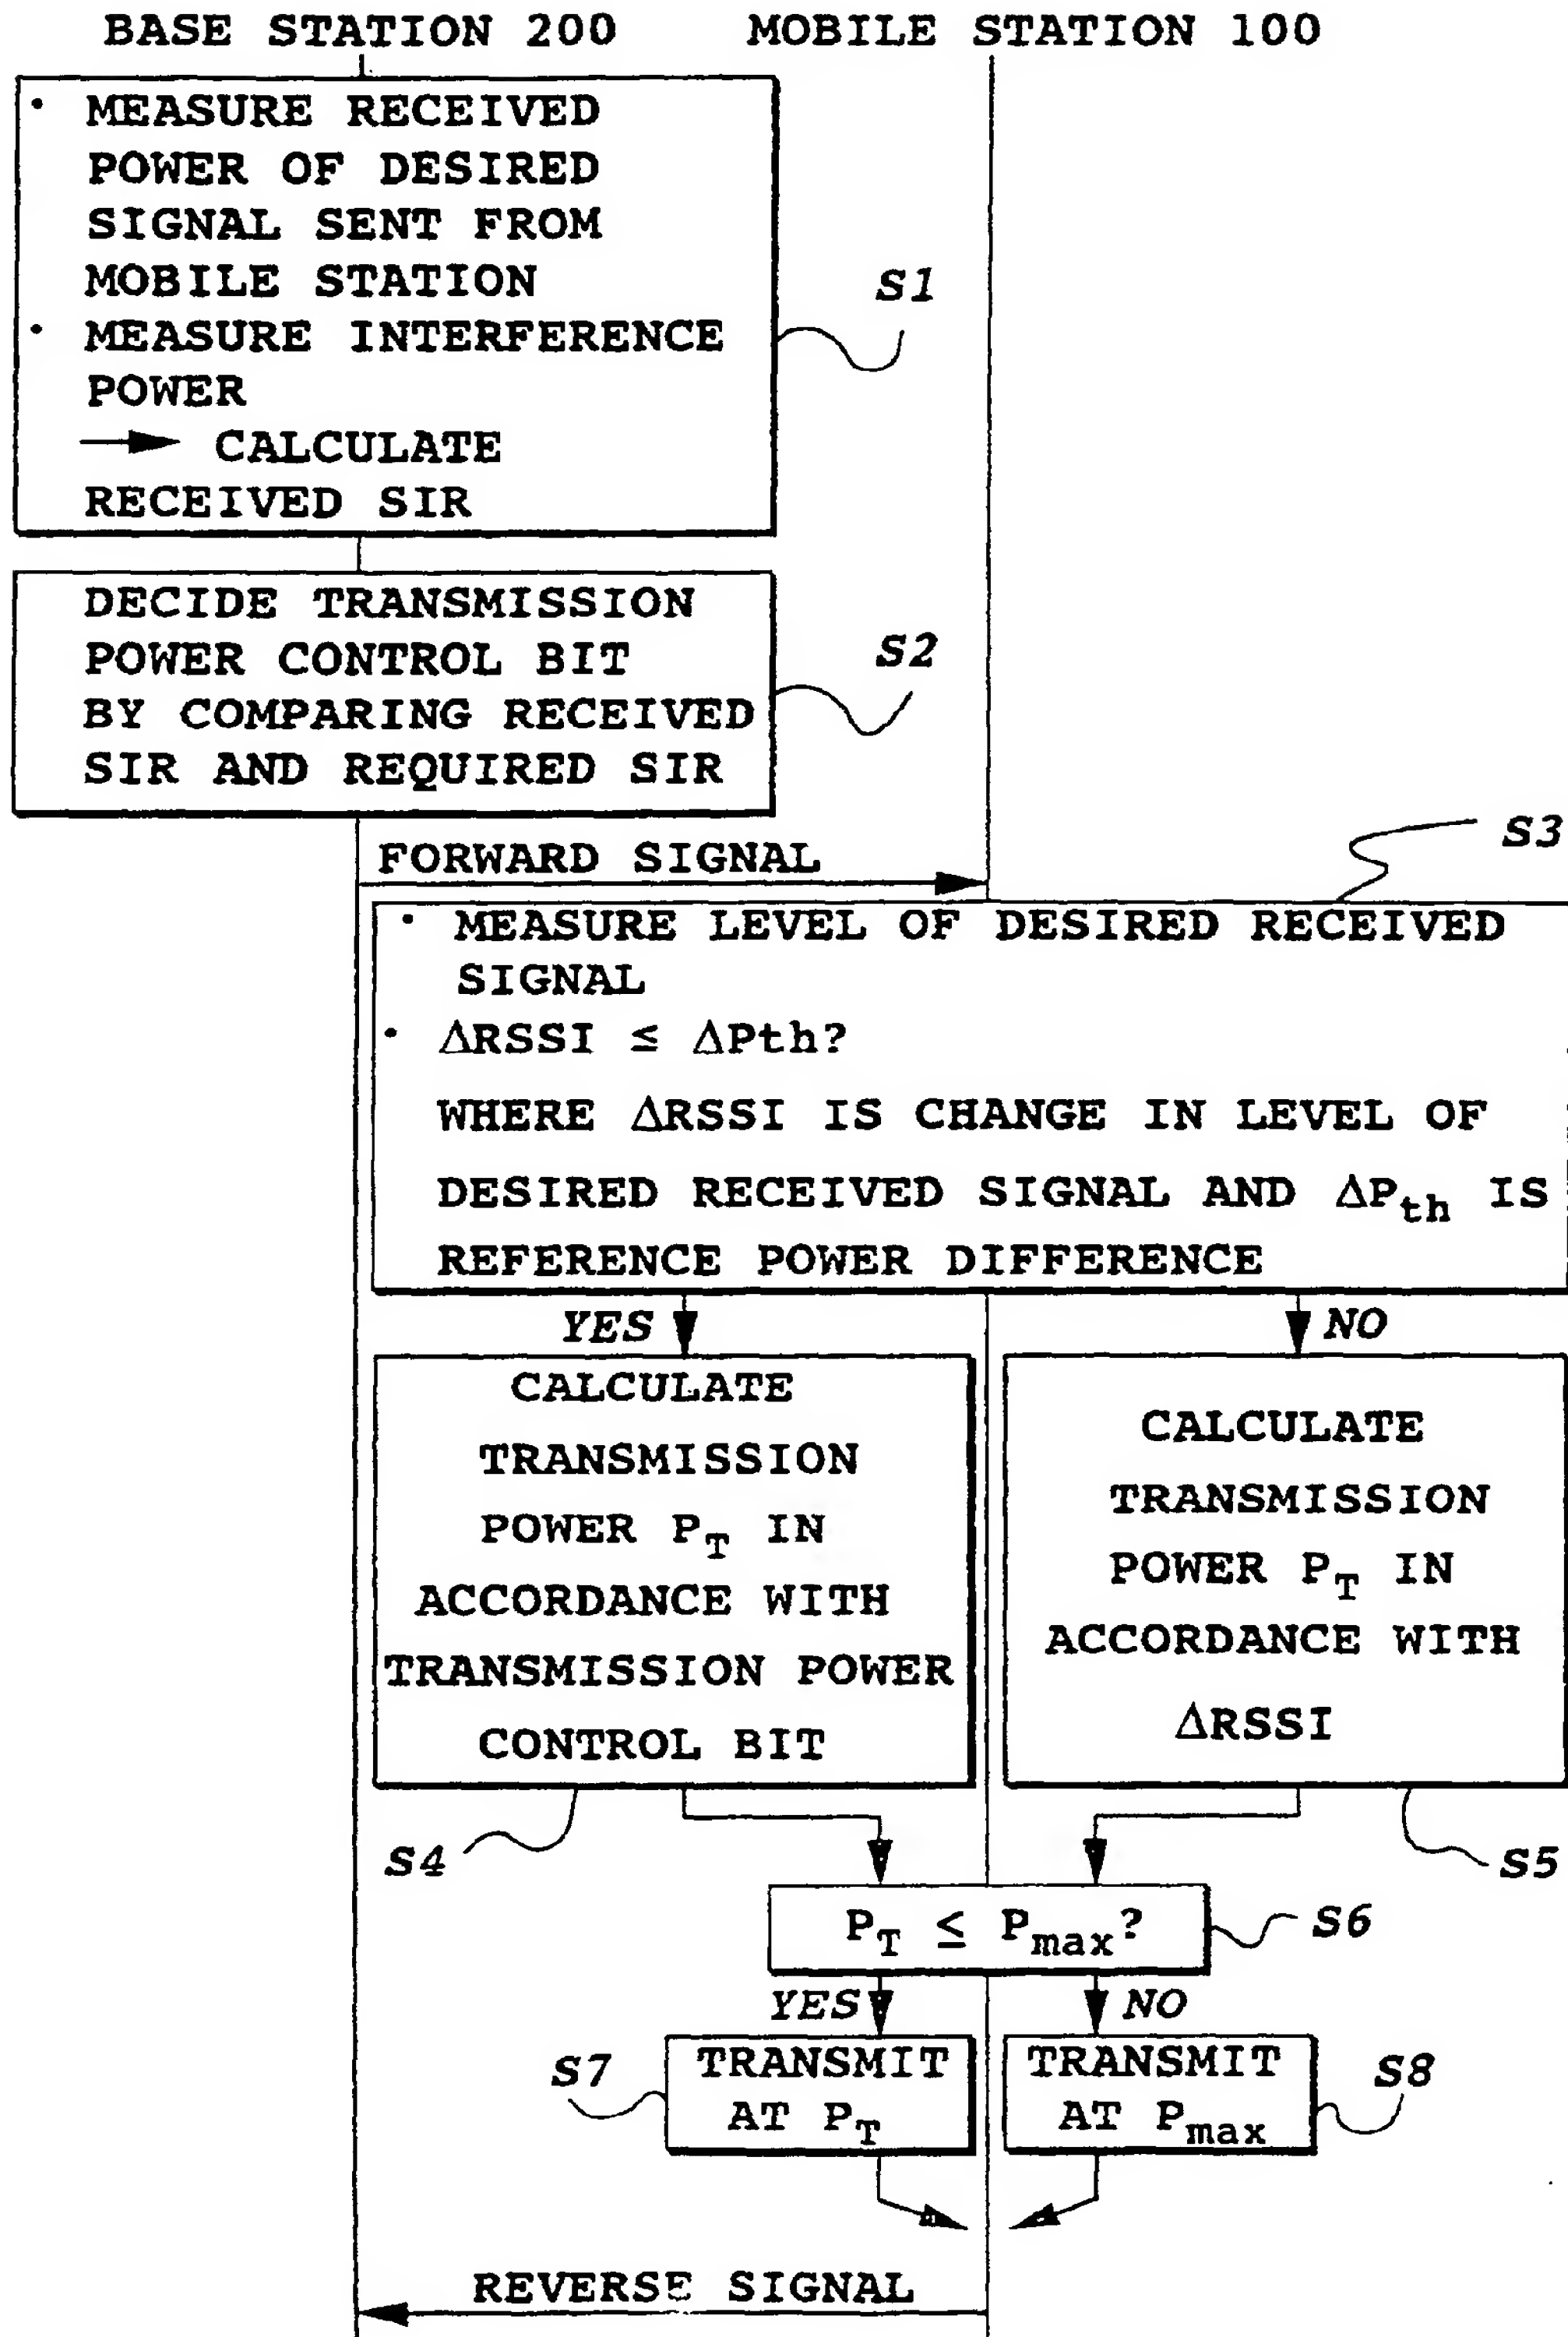 BASE STATION 200 MOBILE STATION 100
· MEASURE RECEIVED
POWER OF DESIRED
SIGNAL SENT FROM
MOBILE STATION
· MEASURE INTERFERENCE
POWER
→ CALCULATE
RECEIVED SIR
S1
DECIDE TRANSMISSION
POWER CONTROL BIT
BY COMPARING RECEIVED
SIR AND REQUIRED SIR
S2
FORWARD SIGNAL
S3
· MEASURE LEVEL OF DESIRED RECEIVED
SIGNAL
· ΔRSSI ≤ ΔPth?
WHERE ΔRSSI IS CHANGE IN LEVEL OF
DESIRED RECEIVED SIGNAL AND ΔPth IS
REFERENCE POWER DIFFERENCE
YES
NO
CALCULATE
TRANSMISSION
POWER PT IN
ACCORDANCE WITH
TRANSMISSION POWER
CONTROL BIT
S4
CALCULATE
TRANSMISSION
POWER PT IN
ACCORDANCE WITH
ΔRSSI
S5
PT ≤ Pmax?
S6
YES
NO
TRANSMIT
AT PT
S7
TRANSMIT
AT Pmax
S8
REVERSE SIGNAL